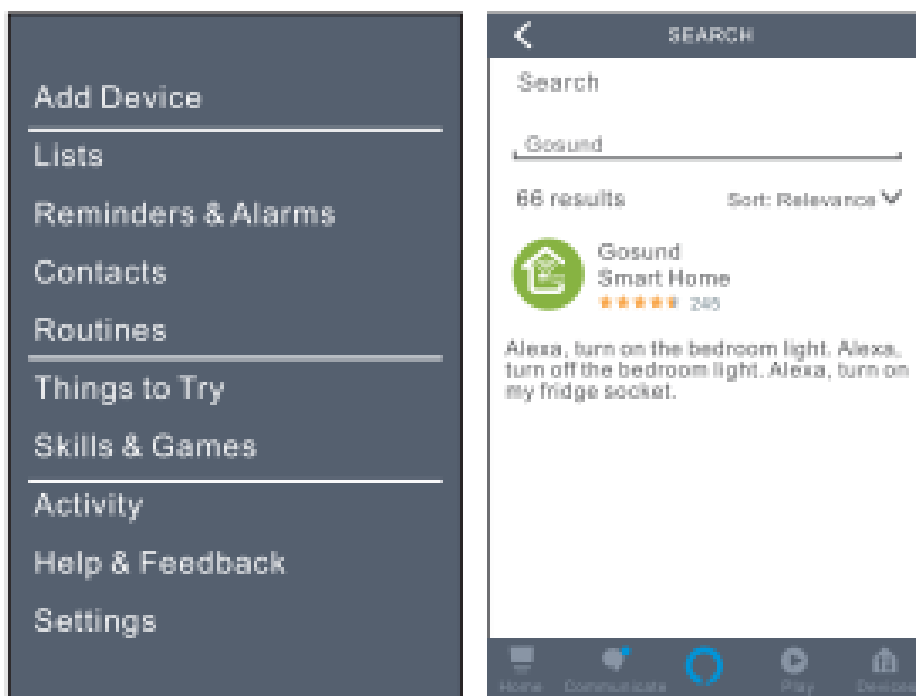 Add Device
Lists
Reminders & Alarms
Contacts
Routines
Things to Try
Skills & Games
Activity
Help & Feedback
Settings
SEARCH
Search
Gosund
66 results Sort: Relevance
Gosund
Smart Home
246
Alexa, turn on the bedroom light. Alexa,
turn off the bedroom light. Alexa, turn on
my fridge socket.
Home Communicate Play Devices